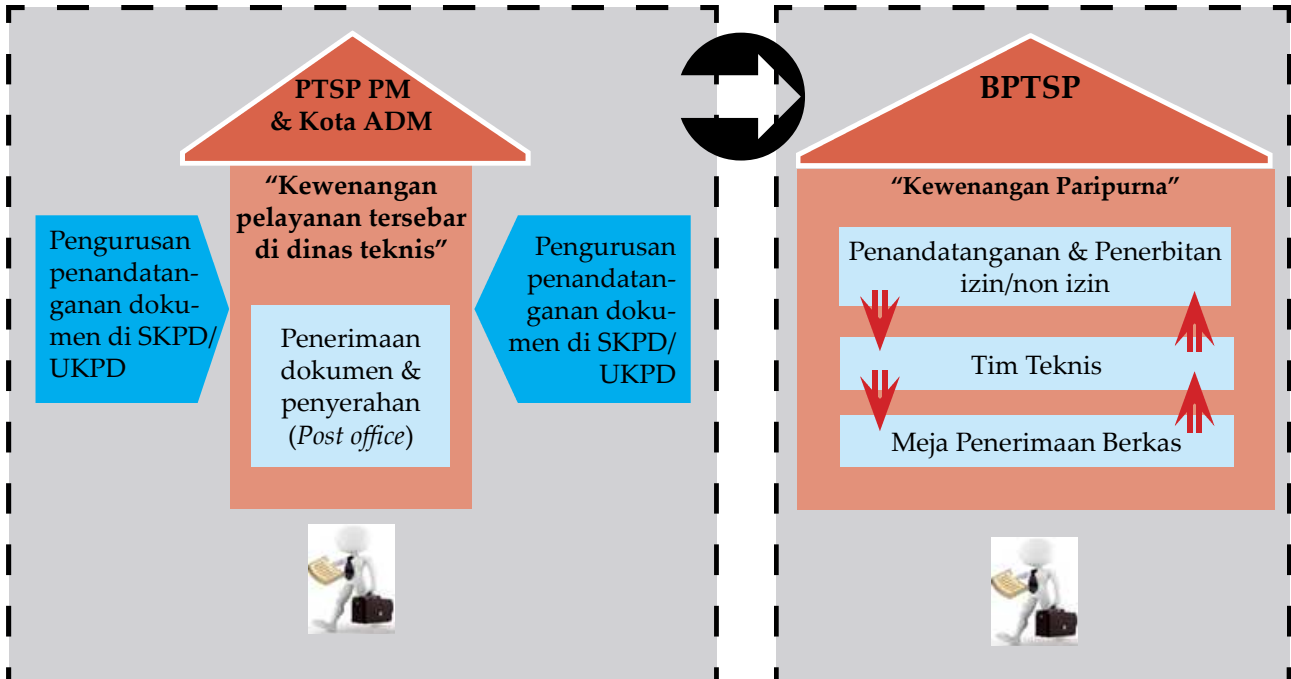 PTSP PM
& Kota ADM
“Kewenangan
pelayanan tersebar
di dinas teknis”
Pengurusan
penandatan-
ganan doku-
men di SKPD/
UKPD
Penerimaan
dokumen &
penyerahan
(Post office)
Pengurusan
penandatan-
ganan doku-
men di SKPD/
UKPD
BPTSP
“Kewenangan Paripurna”
Penandatanganan & Penerbitan
izin/non izin
Tim Teknis
Meja Penerimaan Berkas